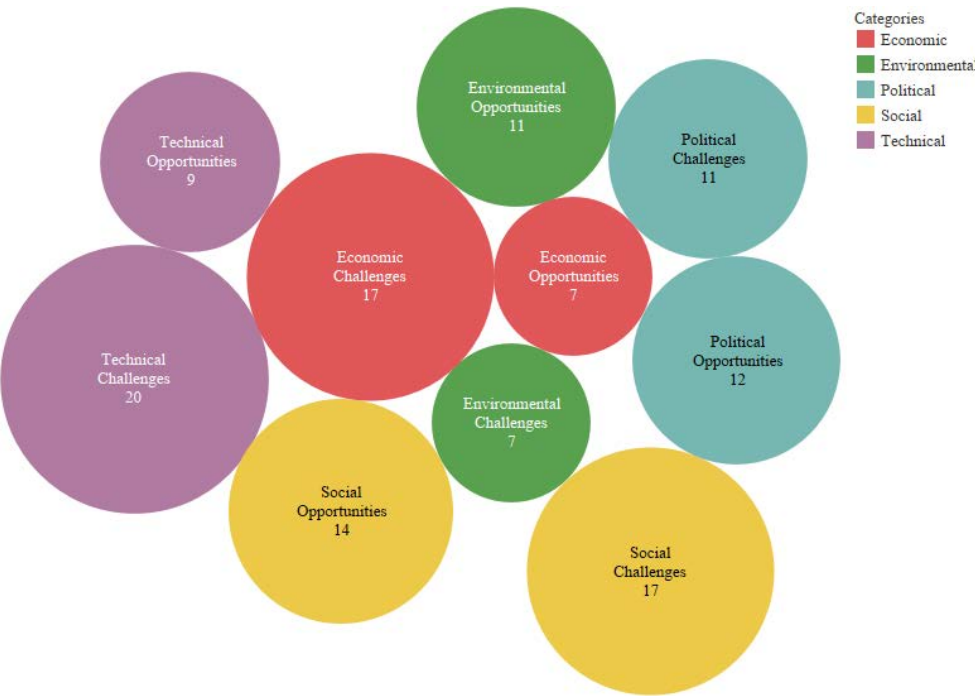 Categories
Economic
Environmental
Political
Social
Technical
Environmental
Opportunities
11
Technical
Opportunities
9
Political
Challenges
11
Economic
Challenges
17
Economic
Opportunities
7
Political
Opportunities
12
Technical
Challenges
20
Environmental
Challenges
7
Social
Opportunities
14
Social
Challenges
17